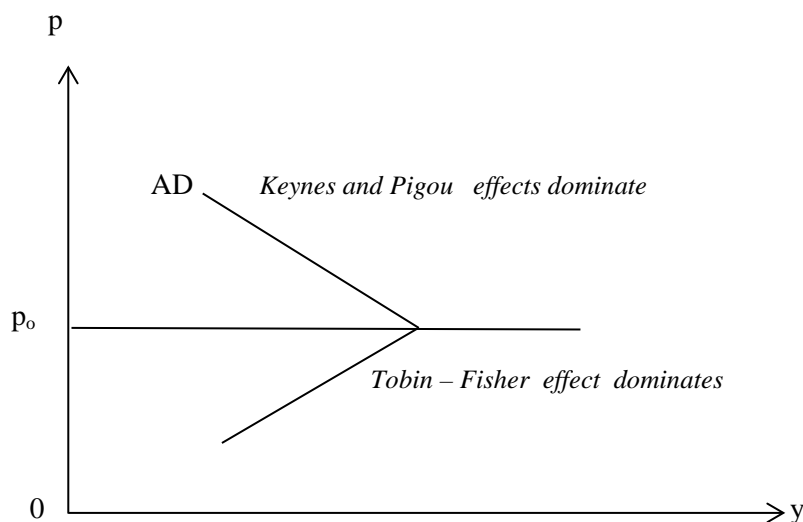 p
AD Keynes and Pigou effects dominate
pₒ
Tobin – Fisher effect dominates
0
y